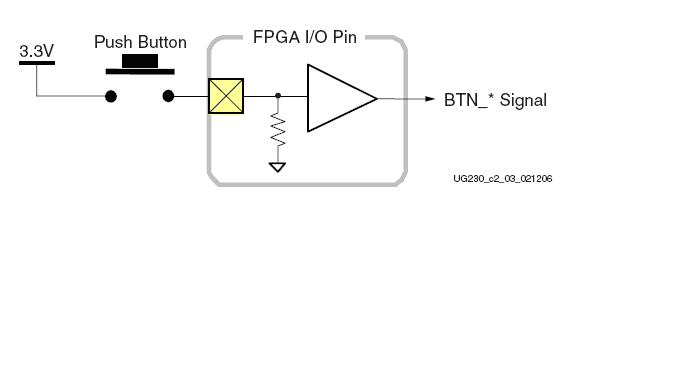 FPGA I/O Pin
Push Button
3.3V
BTN_* Signal
UG230_c2_03_021206